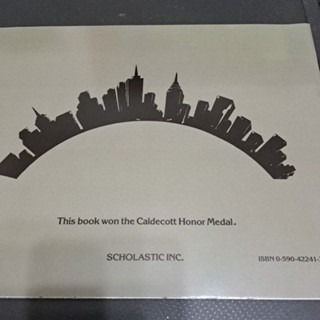 This book won the Caldecott Honor Medal.
SCHOLASTIC INC.
ISBN 0-590-42241-